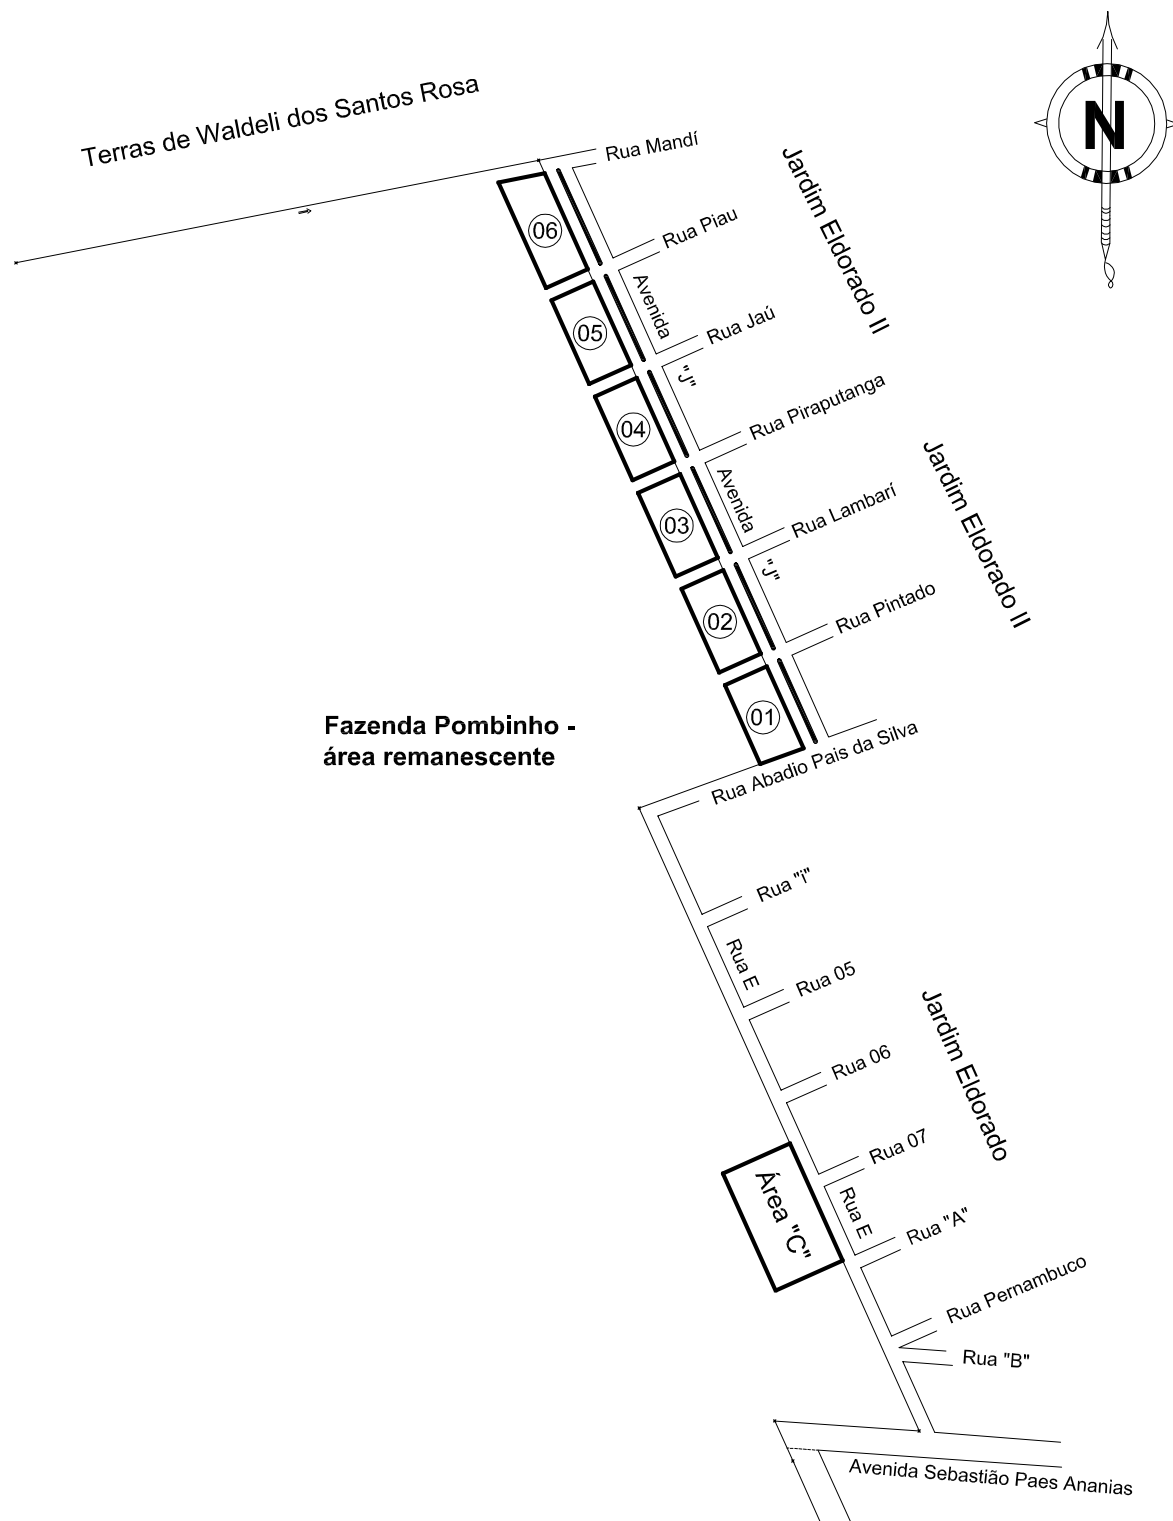 N
Terras de Waldeli dos Santos Rosa
Rua Mandí
Jardim Eldorado II
06
Rua Piau
Avenida
05
Rua Jaú
"J"
04
Rua Piraputanga
Avenida
Jardim Eldorado II
03
Rua Lambarí
"J"
02
Rua Pintado
01
Fazenda Pombinho -
área remanescente
Rua Abadio Pais da Silva
Rua "i"
Rua E
Rua 05
Jardim Eldorado
Rua 06
Rua 07
Área "C"
Rua E
Rua "A"
Rua Pernambuco
Rua "B"
Avenida Sebastião Paes Ananias